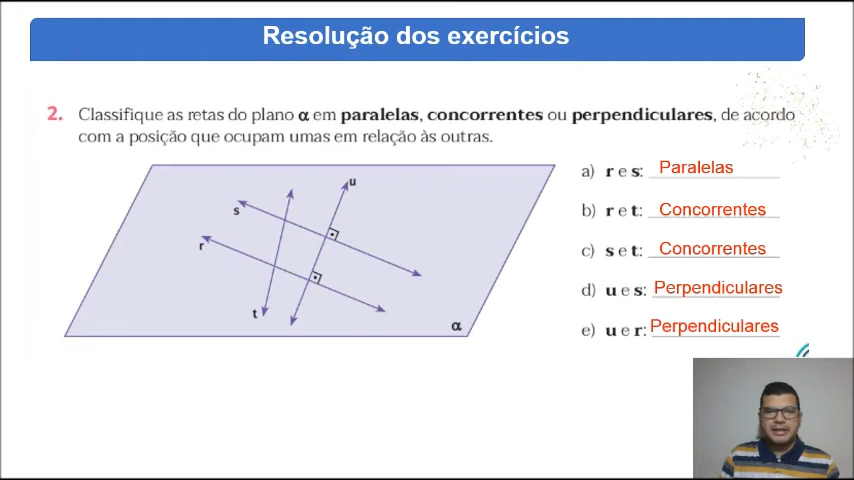 Resolução dos exercícios
2. Classifique as retas do plano α em paralelas, concorrentes ou perpendiculares, de acordo
com a posição que ocupam umas em relação às outras.
u
s
r
t
α
a) r e s: Paralelas
b) r e t: Concorrentes
c) s e t: Concorrentes
d) u e s: Perpendiculares
e) u e r: Perpendiculares